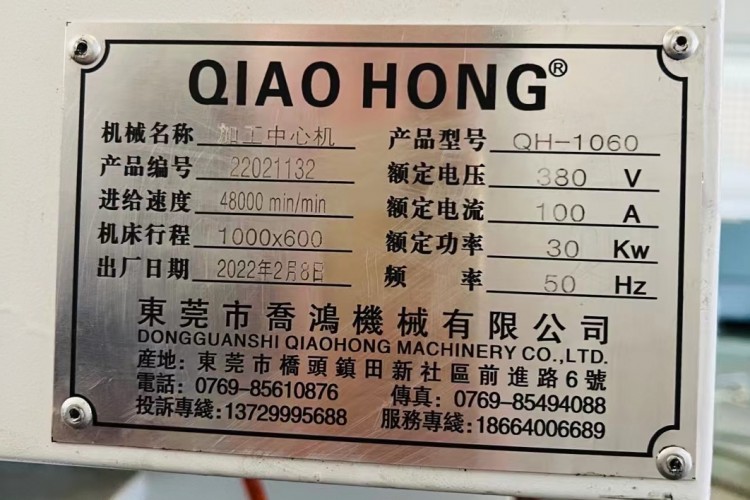 QIAO HONG®
机械名称 加工中心机 产品型号 QH-1060
产品编号 22021132 额定电压 380 V
进给速度 48000 min/min 额定电流 100 A
机床行程 1000x600 额定功率 30 Kw
出厂日期 2022年2月8日 频率 50 Hz
東莞市喬鴻機械有限公司
DONGGUANSHI QIAOHONG MACHINERY CO.,LTD.
産地:東莞市橋頭鎮田新社區前進路6號
電話:0769-85610876 傳真:0769-85494088
投訴專綫:13729995688 服務專綫:18664006689